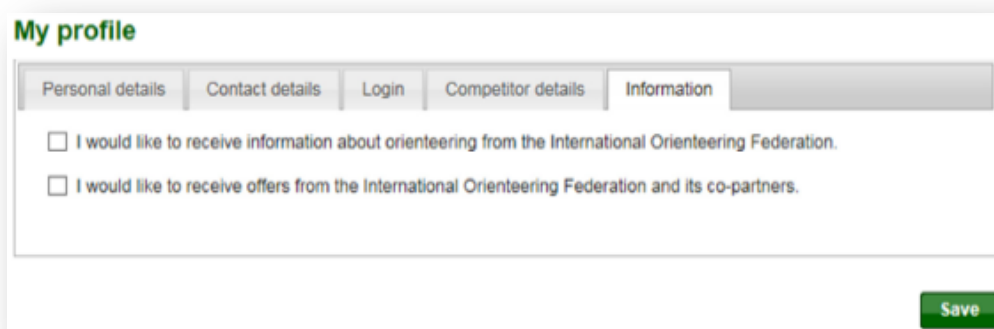 My profile
Personal details Contact details Login Competitor details Information
I would like to receive information about orienteering from the International Orienteering Federation.
I would like to receive offers from the International Orienteering Federation and its co-partners.
Save